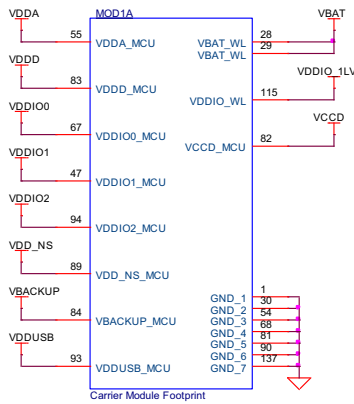 MOD1A
VDDA
55
VDDA_MCU
VDDD
83
VDDD_MCU
VDDIO0
67
VDDIO0_MCU
VDDIO1
47
VDDIO1_MCU
VDDIO2
94
VDDIO2_MCU
VDD_NS
89
VDD_NS_MCU
VBACKUP
84
VBACKUP_MCU
VDDUSB
93
VDDUSB_MCU
VBAT
VBAT_WL
28
VBAT_WL
29
VDDIO_1LV
VDDIO_WL
115
VCCD
VCCD_MCU
82
GND_1
1
GND_2
30
GND_3
54
GND_4
68
GND_5
81
GND_6
90
GND_7
137
Carrier Module Footprint